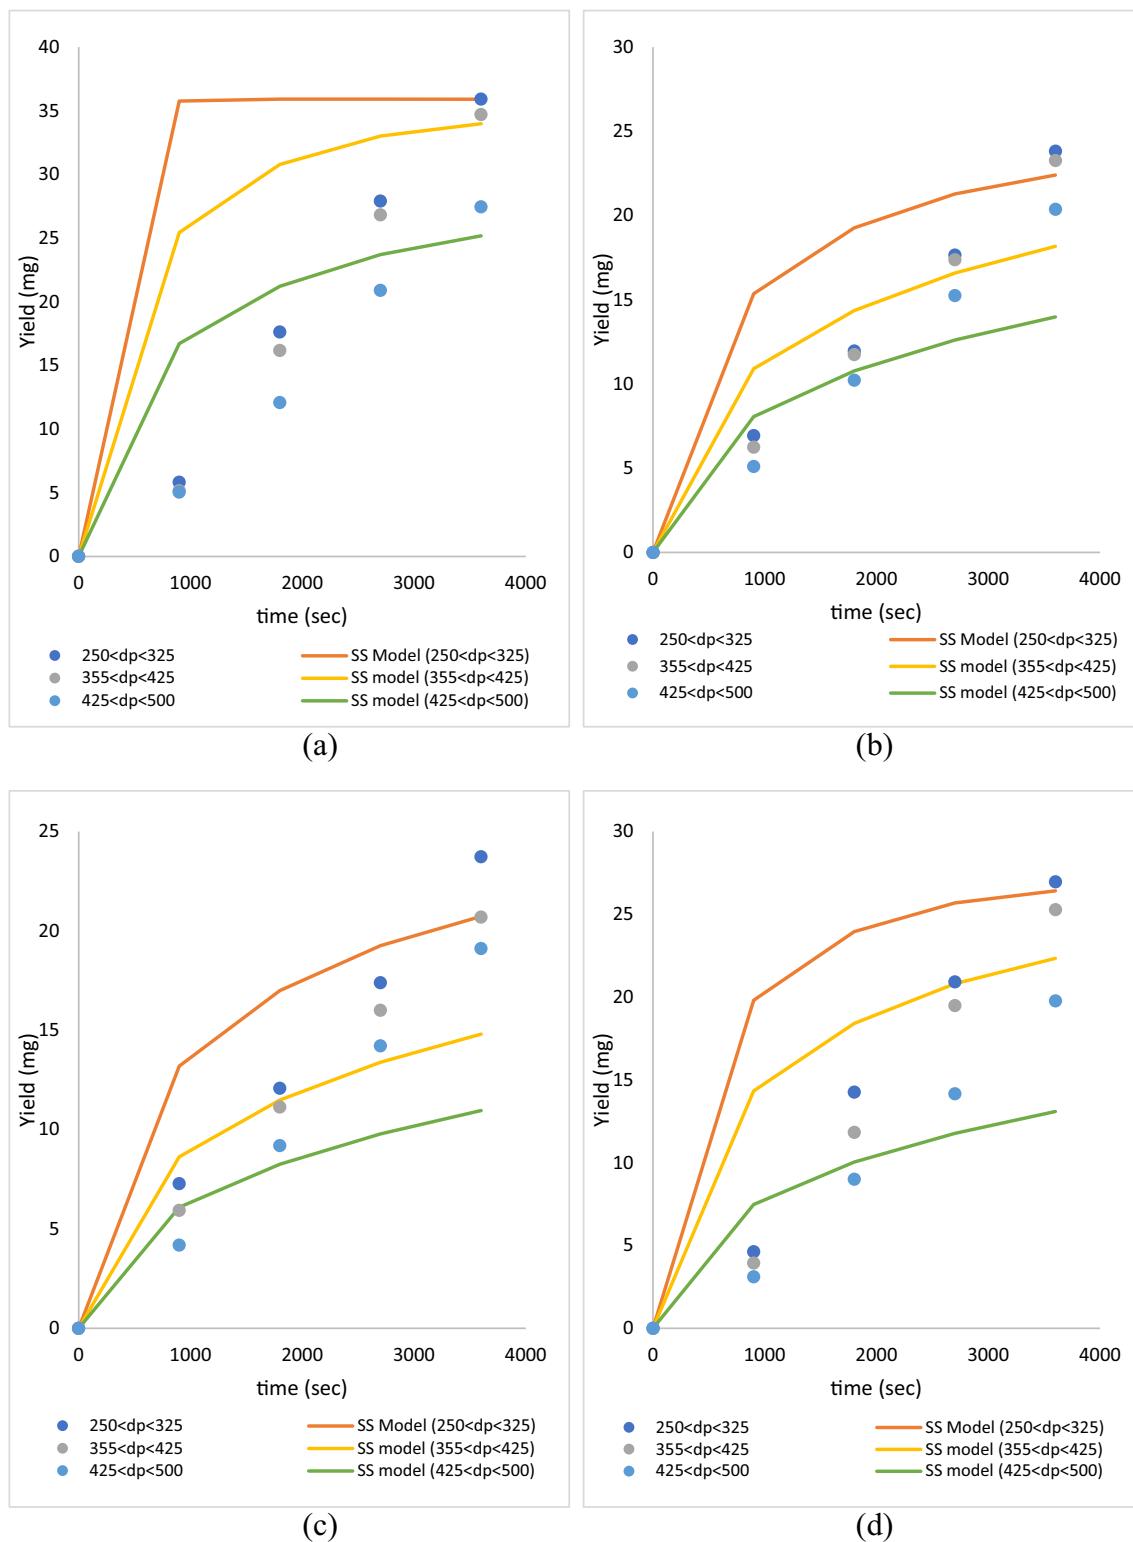 40
35
30
25
20
15
10
5
0
Yield (mg)
0 1000 2000 3000 4000
time (sec)
250<dp<325 SS Model (250<dp<325)
355<dp<425 SS model (355<dp<425)
425<dp<500 SS model (425<dp<500)
(a)
30
25
20
15
10
5
0
Yield (mg)
0 1000 2000 3000 4000
time (sec)
250<dp<325 SS Model (250<dp<325)
355<dp<425 SS model (355<dp<425)
425<dp<500 SS model (425<dp<500)
(b)
25
20
15
10
5
0
Yield (mg)
0 1000 2000 3000 4000
time (sec)
250<dp<325 SS Model (250<dp<325)
355<dp<425 SS model (355<dp<425)
425<dp<500 SS model (425<dp<500)
(c)
30
25
20
15
10
5
0
Yield (mg)
0 1000 2000 3000 4000
time (sec)
250<dp<325 SS Model (250<dp<325)
355<dp<425 SS model (355<dp<425)
425<dp<500 SS model (425<dp<500)
(d)